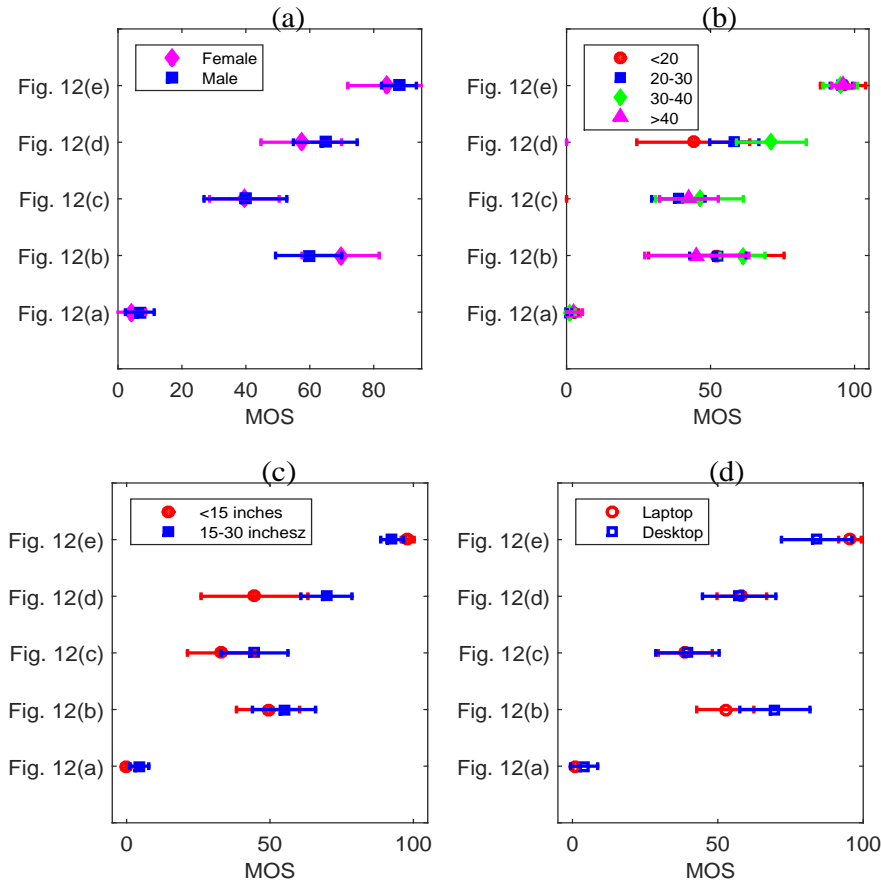 (a)
Female
Male
Fig. 12(e)
Fig. 12(d)
Fig. 12(c)
Fig. 12(b)
Fig. 12(a)
0 20 40 60 80
MOS
(b)
<20
20-30
30-40
>40
Fig. 12(e)
Fig. 12(d)
Fig. 12(c)
Fig. 12(b)
Fig. 12(a)
0 50 100
MOS
(c)
<15 inches
15-30 inchesz
Fig. 12(e)
Fig. 12(d)
Fig. 12(c)
Fig. 12(b)
Fig. 12(a)
0 50 100
MOS
(d)
Laptop
Desktop
Fig. 12(e)
Fig. 12(d)
Fig. 12(c)
Fig. 12(b)
Fig. 12(a)
0 50 100
MOS